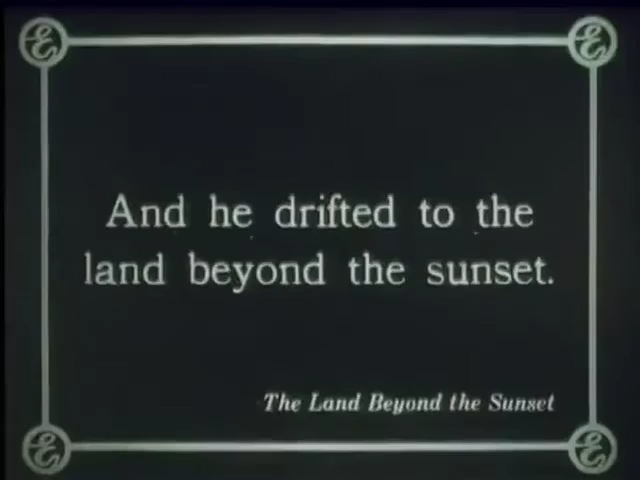 E E
And he drifted to the
land beyond the sunset.
The Land Beyond the Sunset
E E